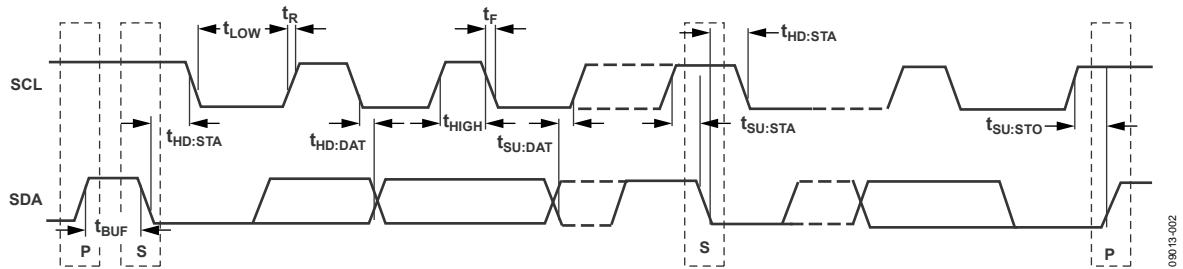 tR
tF
tLOW
tHD:STA
SCL
tHD:STA
tHD:DAT
tHIGH
tSU:DAT
tSU:STA
tSU:STO
SDA
tBUF
P
S
S
P
09013-002